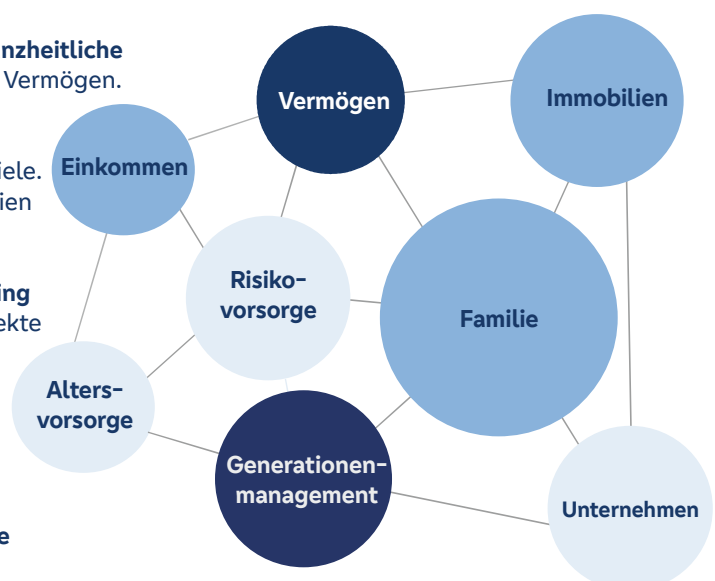 nzheitliche
Vermögen.
iele.
ien
ing
ekte
e
Vermögen
Immobilien
Einkommen
Risiko-
vorsorge
Familie
Alters-
vorsorge
Generationen-
management
Unternehmen